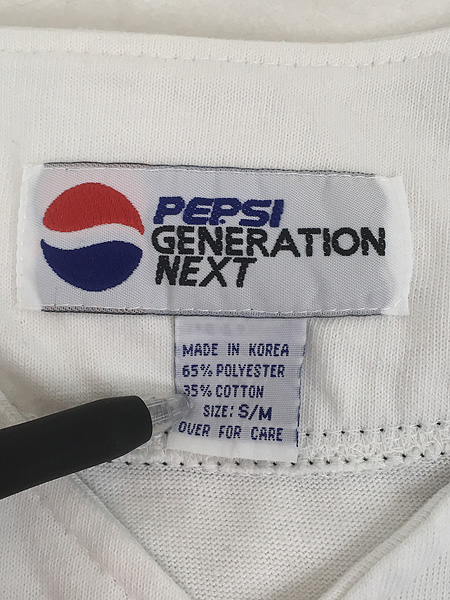 PEPSI
GENERATION
NEXT
MADE IN KOREA
65% POLYESTER
35% COTTON
SIZE: S/M
OVER FOR CARE